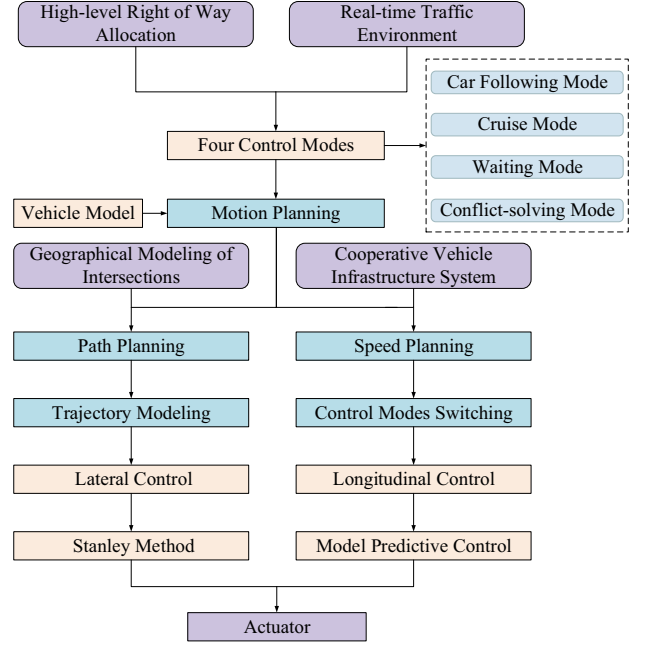 High-level Right of Way
Allocation
Real-time Traffic
Environment
Car Following Mode
Cruise Mode
Waiting Mode
Conflict-solving Mode
Four Control Modes
Vehicle Model
Motion Planning
Geographical Modeling of
Intersections
Cooperative Vehicle
Infrastructure System
Path Planning
Speed Planning
Trajectory Modeling
Control Modes Switching
Lateral Control
Longitudinal Control
Stanley Method
Model Predictive Control
Actuator